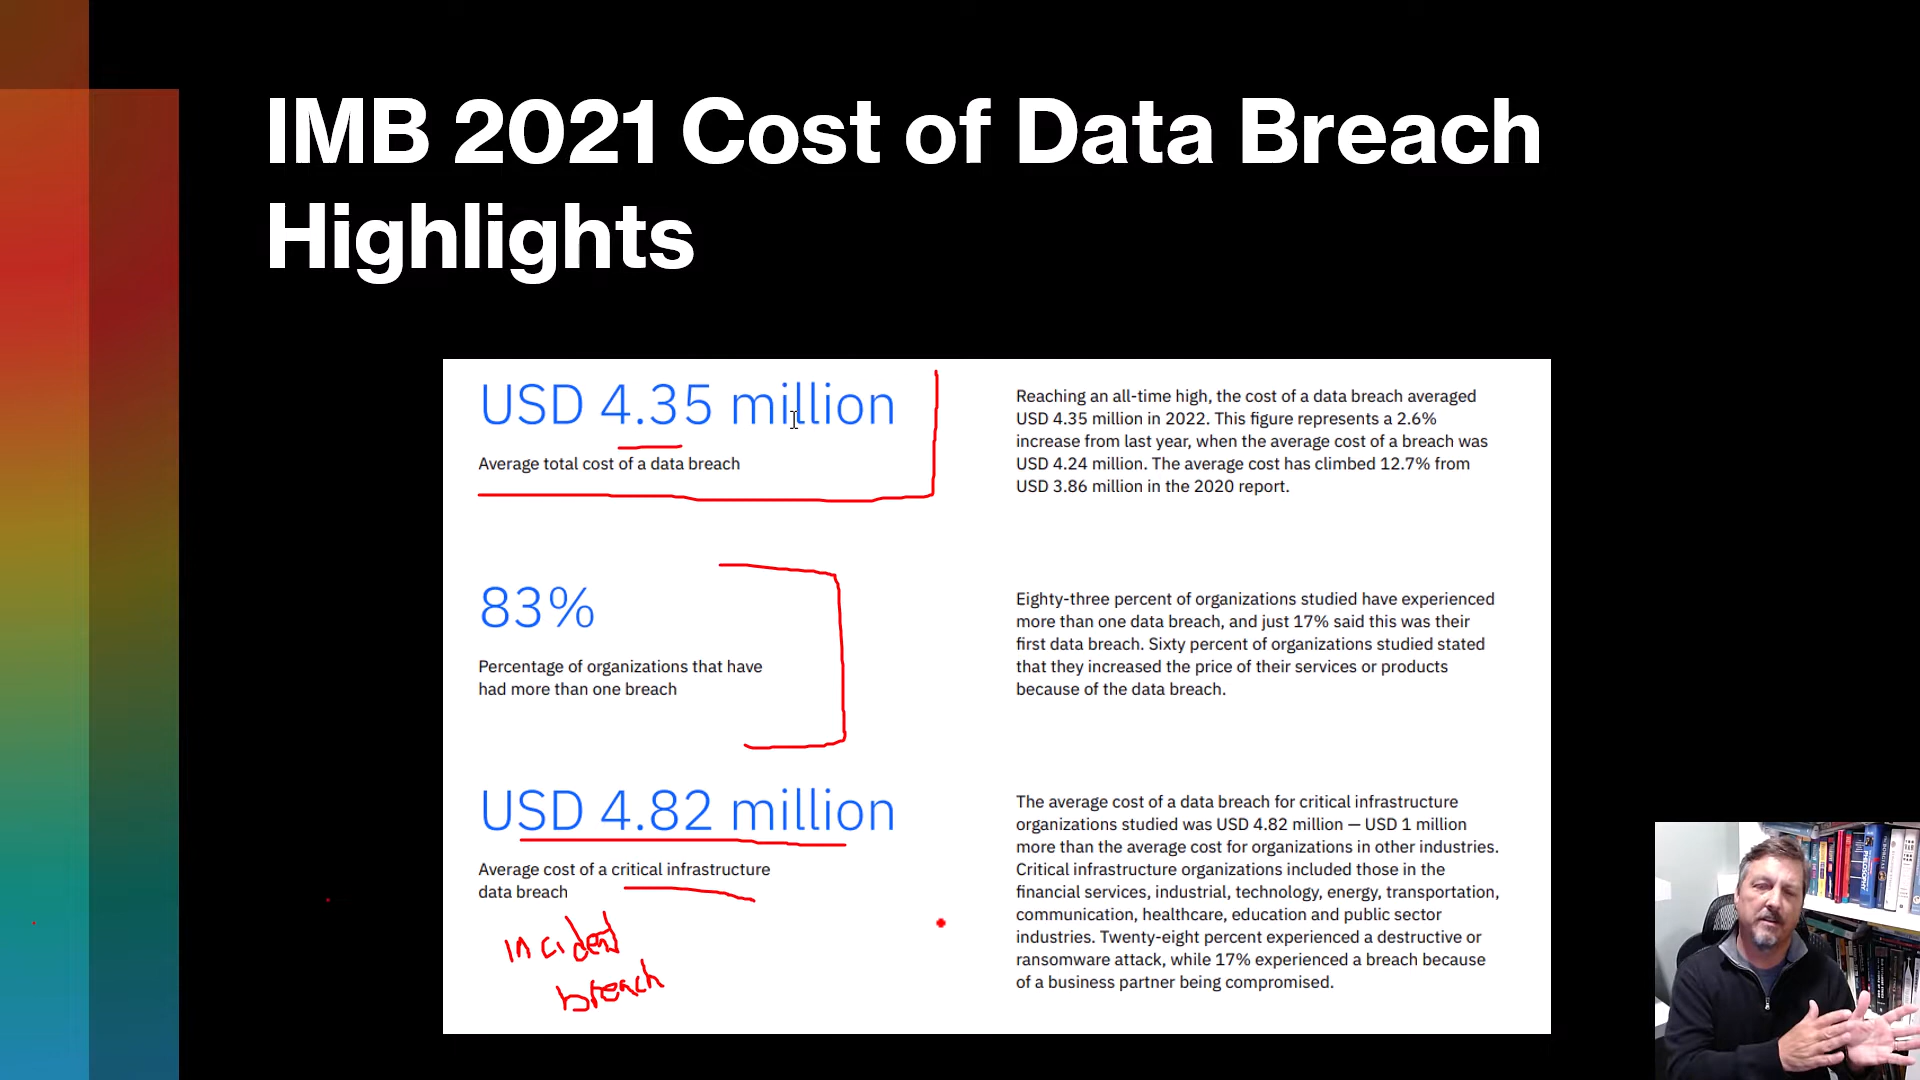 IMB 2021 Cost of Data Breach
Highlights
USD 4.35 million
Average total cost of a data breach
Reaching an all-time high, the cost of a data breach averaged
USD 4.35 million in 2022. This figure represents a 2.6%
increase from last year, when the average cost of a breach was
USD 4.24 million. The average cost has climbed 12.7% from
USD 3.86 million in the 2020 report.
83%
Percentage of organizations that have
had more than one breach
Eighty-three percent of organizations studied have experienced
more than one data breach, and just 17% said this was their
first data breach. Sixty percent of organizations studied stated
that they increased the price of their services or products
because of the data breach.
USD 4.82 million
Average cost of a critical infrastructure
data breach
incident
breach
The average cost of a data breach for critical infrastructure
organizations studied was USD 4.82 million — USD 1 million
more than the average cost for organizations in other industries.
Critical infrastructure organizations included those in the
financial services, industrial, technology, energy, transportation,
communication, healthcare, education and public sector
industries. Twenty-eight percent experienced a destructive or
ransomware attack, while 17% experienced a breach because
of a business partner being compromised.